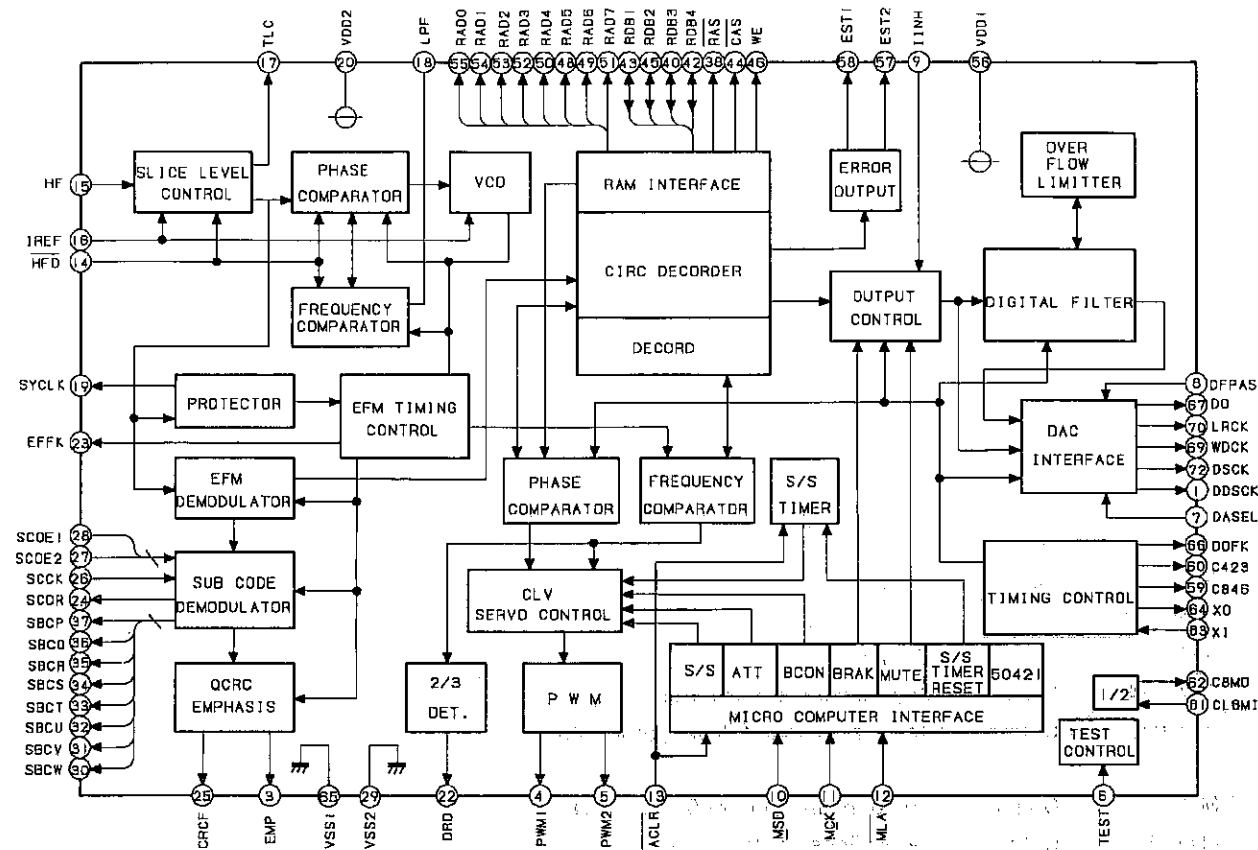 TLC
VDD2
LPF
RAD0
RAD1
RAD2
RAD3
RAD4
RAD5
RAD6
RAD7
RDB1
RDB2
RDB3
RDB4
RAS
CAS
WE
EST1
EST2
IINH
VDD1
17
20
18
55
54
53
52
50
48
49
51
43
45
40
42
38
44
46
58
57
9
56
HF
15
SLICE LEVEL
CONTROL
PHASE
COMPARATOR
VCO
RAM INTERFACE
ERROR
OUTPUT
OVER
FLOW
LIMITTER
IREF
16
HFD
14
FREQUENCY
COMPARATOR
CIRC DECORDER
OUTPUT
CONTROL
DIGITAL FILTER
DECORD
SYCLK
19
PROTECTOR
EFM TIMING
CONTROL
EFFK
23
DAC
INTERFACE
8
DFPAS
67
DO
70
LRCK
69
WDCK
72
DSCK
1
DDSCK
7
DASEL
EFM
DEMODULATOR
PHASE
COMPARATOR
FREQUENCY
COMPARATOR
S/S
TIMER
SCOE1
28
SCOE2
27
SCCK
26
SCOR
24
SBCP
37
SBCQ
36
SBCR
35
SBCS
34
SBCT
33
SBCU
32
SBCV
31
SBCW
30
SUB CODE
DEMODULATOR
CLV
SERVO CONTROL
TIMING CONTROL
66
DOFK
60
C423
59
C846
64
XO
63
XI
QCRC
EMPHASIS
2/3
DET.
P W M
S/S
ATT
BCON
BRAK
MUTE
S/S
TIMER
RESET
50421
MICRO COMPUTER INTERFACE
1/2
62
C8MO
61
CL6MI
TEST
CONTROL
25
3
65
29
22
4
5
13
10
11
12
6
CRCF
EMP
VSS1
VSS2
DRD
PWM1
PWM2
ACLR
MSD
MCK
MLA
TEST